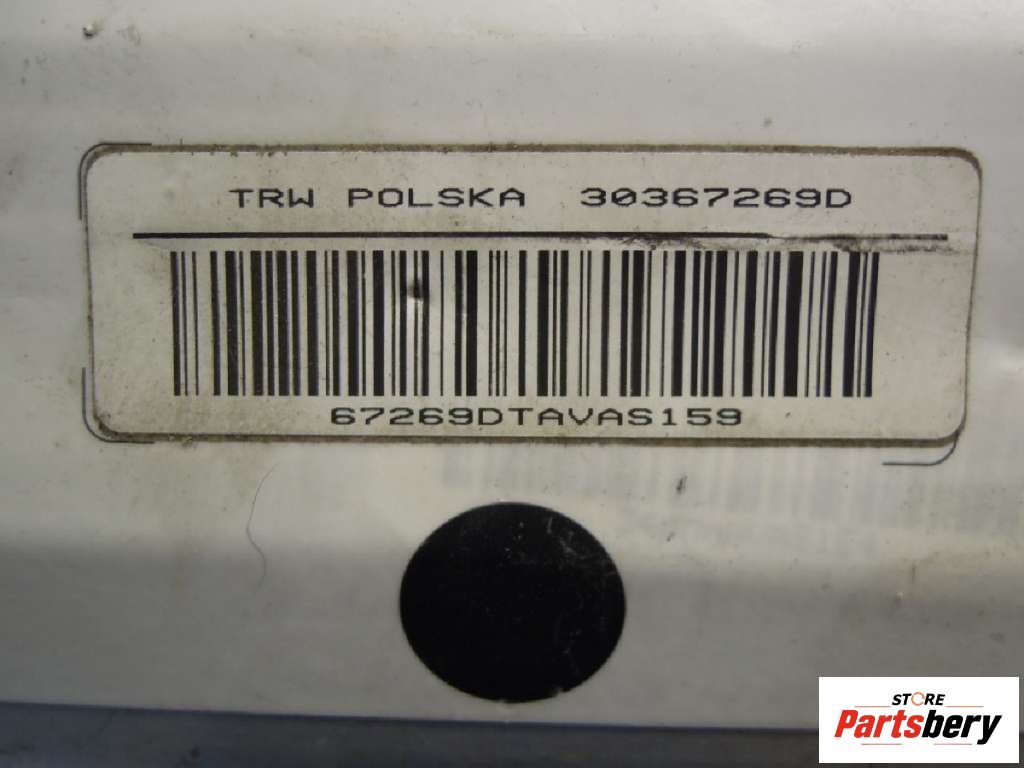 TRW POLSKA 30367269D
67269DTAVAS159
STORE
Partsbery